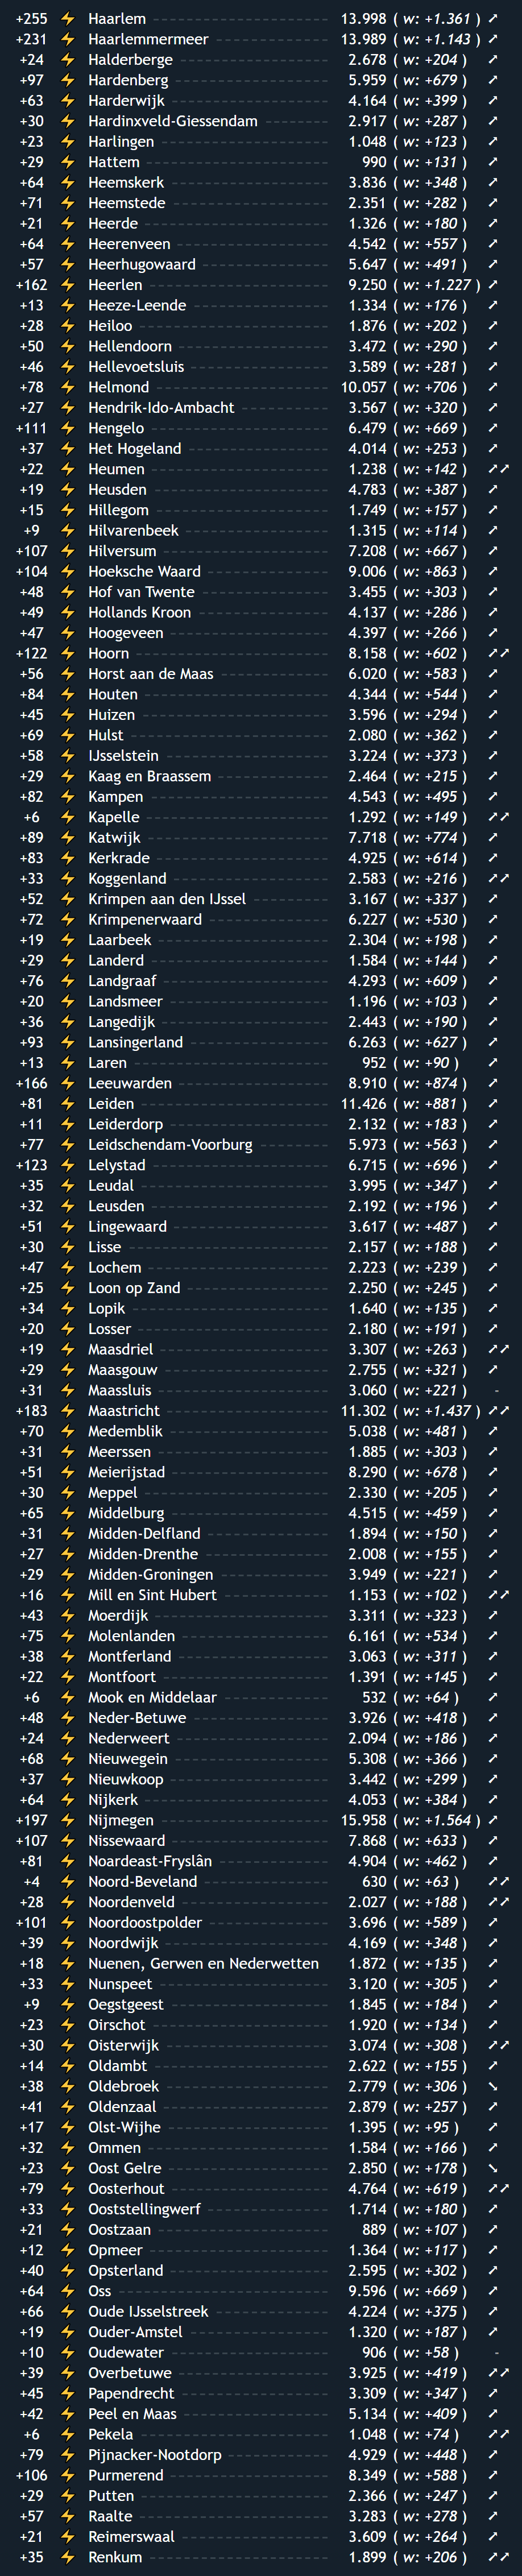 +255 ⚡ Haarlem 13.998 ( w: +1.361 ) ➚
+231 ⚡ Haarlemmermeer 13.989 ( w: +1.143 ) ➚
+24 ⚡ Halderberge 2.678 ( w: +204 ) ➚
+97 ⚡ Hardenberg 5.959 ( w: +679 ) ➚
+63 ⚡ Harderwijk 4.164 ( w: +399 ) ➚
+30 ⚡ Hardinxveld-Giessendam 2.917 ( w: +287 ) ➚
+23 ⚡ Harlingen 1.048 ( w: +123 ) ➚
+29 ⚡ Hattem 990 ( w: +131 ) ➚
+64 ⚡ Heemskerk 3.836 ( w: +348 ) ➚
+71 ⚡ Heemstede 2.351 ( w: +282 ) ➚
+21 ⚡ Heerde 1.326 ( w: +180 ) ➚
+64 ⚡ Heerenveen 4.542 ( w: +557 ) ➚
+57 ⚡ Heerhugowaard 5.647 ( w: +491 ) ➚
+162 ⚡ Heerlen 9.250 ( w: +1.227 ) ➚
+13 ⚡ Heeze-Leende 1.334 ( w: +176 ) ➚
+28 ⚡ Heiloo 1.876 ( w: +202 ) ➚
+50 ⚡ Hellendoorn 3.472 ( w: +290 ) ➚
+46 ⚡ Hellevoetsluis 3.589 ( w: +281 ) ➚
+78 ⚡ Helmond 10.057 ( w: +706 ) ➚
+27 ⚡ Hendrik-Ido-Ambacht 3.567 ( w: +320 ) ➚
+111 ⚡ Hengelo 6.479 ( w: +669 ) ➚
+37 ⚡ Het Hogeland 4.014 ( w: +253 ) ➚
+22 ⚡ Heumen 1.238 ( w: +142 ) ➚➚
+19 ⚡ Heusden 4.783 ( w: +387 ) ➚
+15 ⚡ Hillegom 1.749 ( w: +157 ) ➚
+9 ⚡ Hilvarenbeek 1.315 ( w: +114 ) ➚
+107 ⚡ Hilversum 7.208 ( w: +667 ) ➚
+104 ⚡ Hoeksche Waard 9.006 ( w: +863 ) ➚
+48 ⚡ Hof van Twente 3.455 ( w: +303 ) ➚
+49 ⚡ Hollands Kroon 4.137 ( w: +286 ) ➚
+47 ⚡ Hoogeveen 4.397 ( w: +266 ) ➚
+122 ⚡ Hoorn 8.158 ( w: +602 ) ➚➚
+56 ⚡ Horst aan de Maas 6.020 ( w: +583 ) ➚
+84 ⚡ Houten 4.344 ( w: +544 ) ➚
+45 ⚡ Huizen 3.596 ( w: +294 ) ➚
+69 ⚡ Hulst 2.080 ( w: +362 ) ➚
+58 ⚡ IJsselstein 3.224 ( w: +373 ) ➚
+29 ⚡ Kaag en Braassem 2.464 ( w: +215 ) ➚
+82 ⚡ Kampen 4.543 ( w: +495 ) ➚
+6 ⚡ Kapelle 1.292 ( w: +149 ) ➚➚
+89 ⚡ Katwijk 7.718 ( w: +774 ) ➚
+83 ⚡ Kerkrade 4.925 ( w: +614 ) ➚
+33 ⚡ Koggenland 2.583 ( w: +216 ) ➚➚
+52 ⚡ Krimpen aan den IJssel 3.167 ( w: +337 ) ➚
+72 ⚡ Krimpenerwaard 6.227 ( w: +530 ) ➚
+19 ⚡ Laarbeek 2.304 ( w: +198 ) ➚
+29 ⚡ Landerd 1.584 ( w: +144 ) ➚
+76 ⚡ Landgraaf 4.293 ( w: +609 ) ➚
+20 ⚡ Landsmeer 1.196 ( w: +103 ) ➚
+36 ⚡ Langedijk 2.443 ( w: +190 ) ➚
+93 ⚡ Lansingerland 6.263 ( w: +627 ) ➚
+13 ⚡ Laren 952 ( w: +90 ) ➚
+166 ⚡ Leeuwarden 8.910 ( w: +874 ) ➚
+81 ⚡ Leiden 11.426 ( w: +881 ) ➚
+11 ⚡ Leiderdorp 2.132 ( w: +183 ) ➚
+77 ⚡ Leidschendam-Voorburg 5.973 ( w: +563 ) ➚
+123 ⚡ Lelystad 6.715 ( w: +696 ) ➚
+35 ⚡ Leudal 3.995 ( w: +347 ) ➚
+32 ⚡ Leusden 2.192 ( w: +196 ) ➚
+51 ⚡ Lingewaard 3.617 ( w: +487 ) ➚
+30 ⚡ Lisse 2.157 ( w: +188 ) ➚
+47 ⚡ Lochem 2.223 ( w: +239 ) ➚
+25 ⚡ Loon op Zand 2.250 ( w: +245 ) ➚
+34 ⚡ Lopik 1.640 ( w: +135 ) ➚
+20 ⚡ Losser 2.180 ( w: +191 ) ➚
+19 ⚡ Maasdriel 3.307 ( w: +263 ) ➚➚
+29 ⚡ Maasgouw 2.755 ( w: +321 ) ➚
+31 ⚡ Maassluis 3.060 ( w: +221 ) -
+183 ⚡ Maastricht 11.302 ( w: +1.437 ) ➚➚
+70 ⚡ Medemblik 5.038 ( w: +481 ) ➚
+31 ⚡ Meerssen 1.885 ( w: +303 ) ➚
+51 ⚡ Meierijstad 8.290 ( w: +678 ) ➚
+30 ⚡ Meppel 2.330 ( w: +205 ) ➚
+65 ⚡ Middelburg 4.515 ( w: +459 ) ➚
+31 ⚡ Midden-Delfland 1.894 ( w: +150 ) ➚
+27 ⚡ Midden-Drenthe 2.008 ( w: +155 ) ➚
+29 ⚡ Midden-Groningen 3.949 ( w: +221 ) ➚
+16 ⚡ Mill en Sint Hubert 1.153 ( w: +102 ) ➚➚
+43 ⚡ Moerdijk 3.311 ( w: +323 ) ➚
+75 ⚡ Molenlanden 6.161 ( w: +534 ) ➚
+38 ⚡ Montferland 3.063 ( w: +311 ) ➚
+22 ⚡ Montfoort 1.391 ( w: +145 ) ➚
+6 ⚡ Mook en Middelaar 532 ( w: +64 ) ➚
+48 ⚡ Neder-Betuwe 3.926 ( w: +418 ) ➚
+24 ⚡ Nederweert 2.094 ( w: +186 ) ➚
+68 ⚡ Nieuwegein 5.308 ( w: +366 ) ➚
+37 ⚡ Nieuwkoop 3.442 ( w: +299 ) ➚
+64 ⚡ Nijkerk 4.053 ( w: +384 ) ➚
+197 ⚡ Nijmegen 15.958 ( w: +1.564 ) ➚
+107 ⚡ Nissewaard 7.868 ( w: +633 ) ➚
+81 ⚡ Noardeast-Fryslân 4.904 ( w: +462 ) ➚
+4 ⚡ Noord-Beveland 630 ( w: +63 ) ➚➚
+28 ⚡ Noordenveld 2.027 ( w: +188 ) ➚➚
+101 ⚡ Noordoostpolder 3.696 ( w: +589 ) ➚
+39 ⚡ Noordwijk 4.169 ( w: +348 ) ➚
+18 ⚡ Nuenen, Gerwen en Nederwetten 1.872 ( w: +135 ) ➚
+33 ⚡ Nunspeet 3.120 ( w: +305 ) ➚
+9 ⚡ Oegstgeest 1.845 ( w: +184 ) ➚
+23 ⚡ Oirschot 1.920 ( w: +134 ) ➚
+30 ⚡ Oisterwijk 3.074 ( w: +308 ) ➚➚
+14 ⚡ Oldambt 2.622 ( w: +155 ) ➚
+38 ⚡ Oldebroek 2.779 ( w: +306 ) ➘
+41 ⚡ Oldenzaal 2.879 ( w: +257 ) ➚
+17 ⚡ Olst-Wijhe 1.395 ( w: +95 ) ➚
+32 ⚡ Ommen 1.584 ( w: +166 ) ➚
+23 ⚡ Oost Gelre 2.850 ( w: +178 ) ➘
+79 ⚡ Oosterhout 4.764 ( w: +619 ) ➚➚
+33 ⚡ Ooststellingwerf 1.714 ( w: +180 ) ➚
+21 ⚡ Oostzaan 889 ( w: +107 ) ➚
+12 ⚡ Opmeer 1.364 ( w: +117 ) ➚
+40 ⚡ Opsterland 2.595 ( w: +302 ) ➚
+64 ⚡ Oss 9.596 ( w: +669 ) ➚
+66 ⚡ Oude IJsselstreek 4.224 ( w: +375 ) ➚
+19 ⚡ Ouder-Amstel 1.320 ( w: +187 ) ➚
+10 ⚡ Oudewater 906 ( w: +58 ) -
+39 ⚡ Overbetuwe 3.925 ( w: +419 ) ➚➚
+45 ⚡ Papendrecht 3.309 ( w: +347 ) ➚
+42 ⚡ Peel en Maas 5.134 ( w: +409 ) ➚
+6 ⚡ Pekela 1.048 ( w: +74 ) ➚➚
+79 ⚡ Pijnacker-Nootdorp 4.929 ( w: +448 ) ➚
+106 ⚡ Purmerend 8.349 ( w: +588 ) ➚
+29 ⚡ Putten 2.366 ( w: +247 ) ➚
+57 ⚡ Raalte 3.283 ( w: +278 ) ➚
+21 ⚡ Reimerswaal 3.609 ( w: +264 ) ➚
+35 ⚡ Renkum 1.899 ( w: +206 ) ➚➚